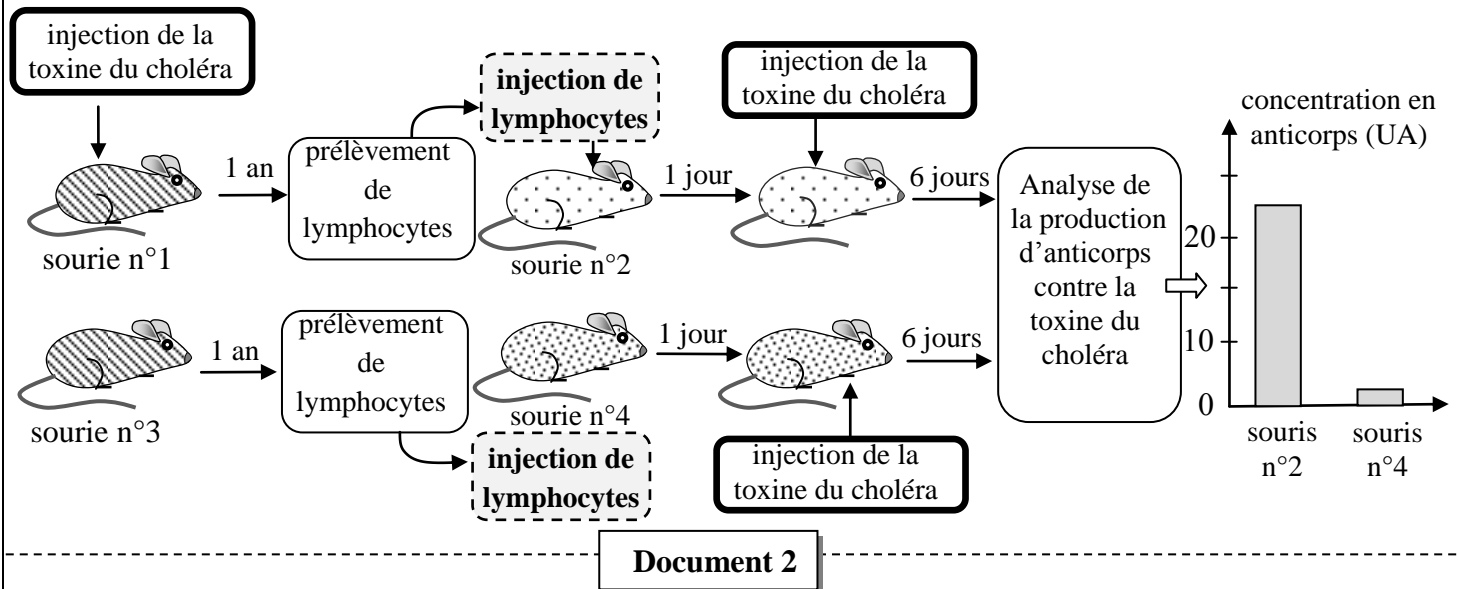 injection de la
toxine du choléra
1 an
prélèvement
de
lymphocytes
injection de
lymphocytes
1 jour
injection de la
toxine du choléra
6 jours
sourie n°1
sourie n°2
1 an
prélèvement
de
lymphocytes
1 jour
6 jours
sourie n°3
sourie n°4
injection de
lymphocytes
injection de la
toxine du choléra
Analyse de
la production
d’anticorps
contre la
toxine du
choléra
concentration en
anticorps (UA)
20
10
0
souris
n°2
souris
n°4
Document 2